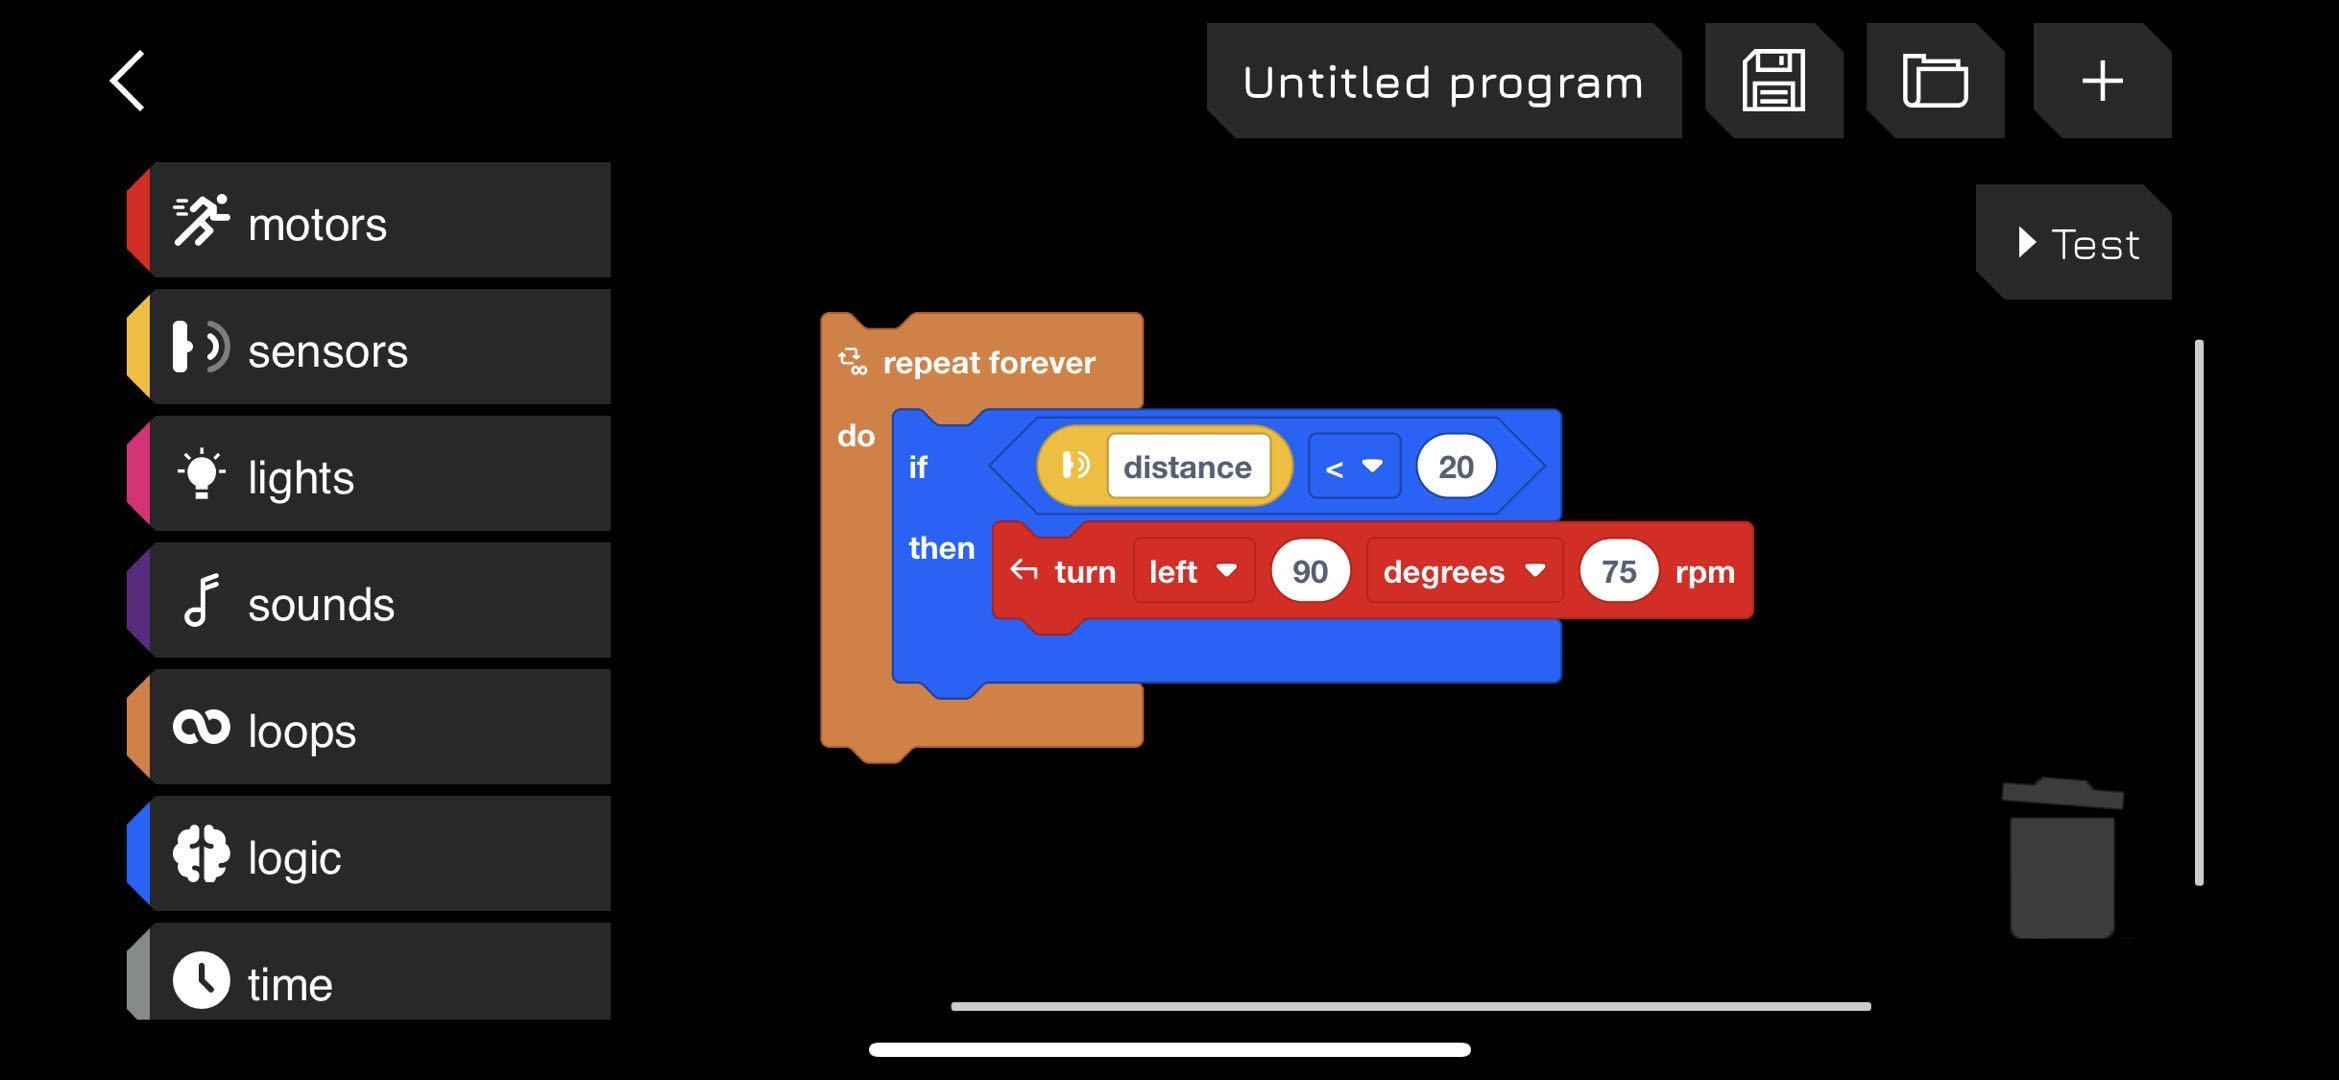 Untitled program
Test
motors
sensors
lights
sounds
loops
logic
time
repeat forever
do
if distance < 20
then turn left 90 degrees 75 rpm